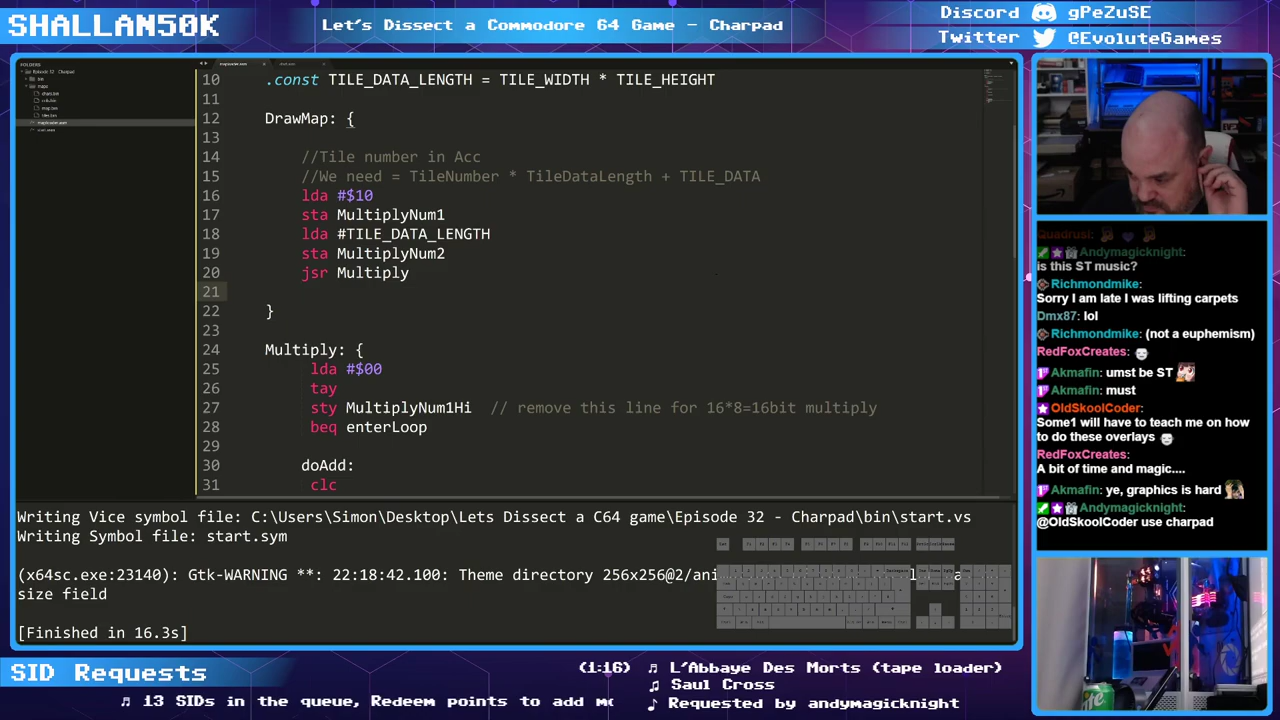 SHALLAN50K
Let's Dissect a Commodore 64 Game - Charpad
Discord gPeZuSE
Twitter @EvoluteGames
FOLDERS
10 .const TILE_DATA_LENGTH = TILE_WIDTH * TILE_HEIGHT
11
12 DrawMap: {
13
14 //Tile number in Acc
15 //We need = TileNumber * TileDataLength + TILE_DATA
16 lda #$10
17 sta MultiplyNum1
18 lda #TILE_DATA_LENGTH
19 sta MultiplyNum2
20 jsr Multiply
21
22 }
23
24 Multiply: {
25 lda #$00
26 tay
27 sty MultiplyNum1Hi // remove this line for 16*8=16bit multiply
28 beq enterLoop
29
30 doAdd:
31 clc
Writing Vice symbol file: C:\Users\Simon\Desktop\Lets Dissect a C64 game\Episode 32 - Charpad\bin\start.vs
Writing Symbol file: start.sym
(x64sc.exe:23140): Gtk-WARNING **: 22:18:42.100: Theme directory 256x256@2/ani
size field
[Finished in 16.3s]
Quadrusi:
Andymagicknight:
is this ST music?
Richmondmike:
Sorry I am late I was lifting carpets
Dmx87: lol
Richmondmike:
(not a euphemism)
RedFoxCreates:
Akmafin: umst be ST
Akmafin: must
OldSkoolCoder:
Some1 will have to teach me on how
to do these overlays
RedFoxCreates:
A bit of time and magic....
Akmafin: ye, graphics is hard
Andymagicknight:
@OldSkoolCoder use charpad
SID Requests
13 SIDs in the queue, Redeem points to add
(1:16) L'Abbaye Des Morts (tape loader)
Saul Cross
Requested by andymagicknight